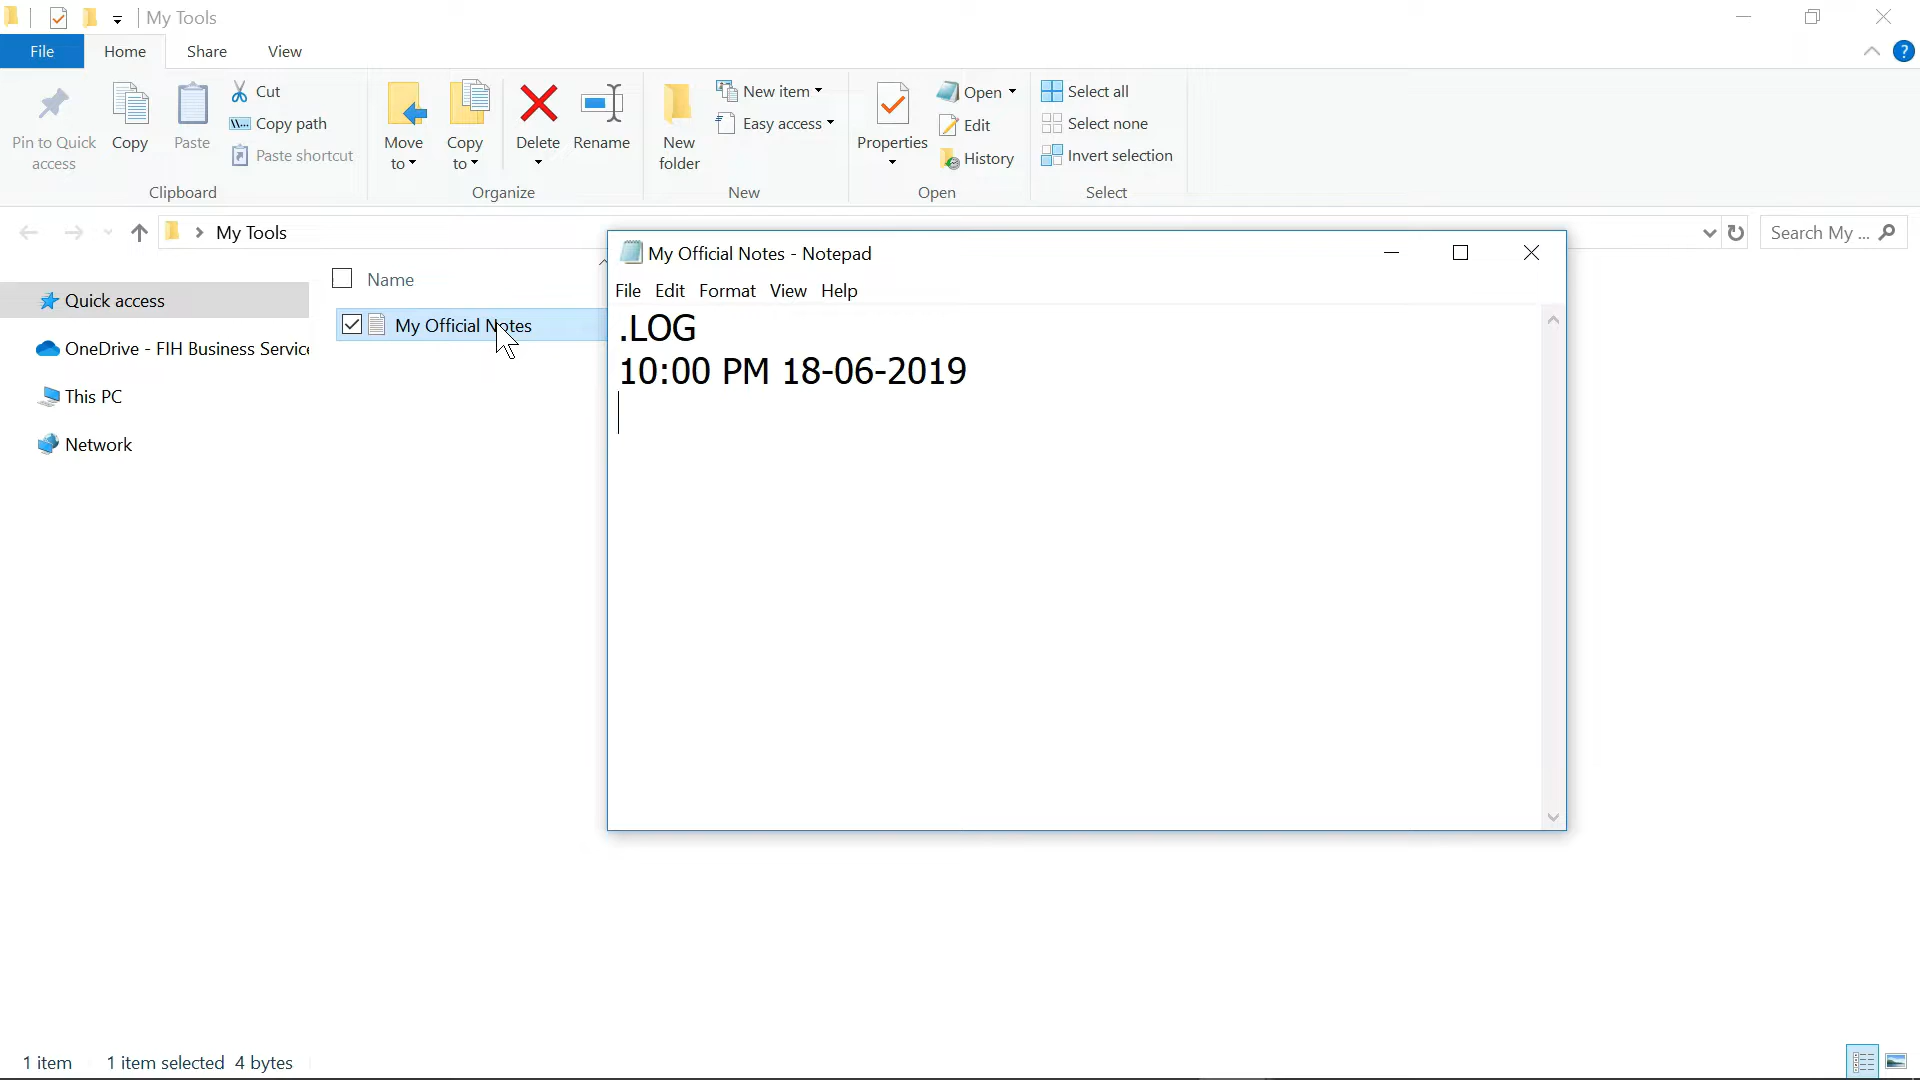 My Tools
File Home Share View
Pin to Quick access
Copy
Paste
Cut
Copy path
Paste shortcut
Clipboard
Move to
Copy to
Delete
Rename
Organize
New folder
New item
Easy access
New
Properties
Open
Edit
History
Open
Select all
Select none
Invert selection
Select
My Tools
Search My ...
Quick access
OneDrive - FIH Business Service
This PC
Network
Name
My Official Notes
My Official Notes - Notepad
File Edit Format View Help
.LOG
10:00 PM 18-06-2019
1 item 1 item selected 4 bytes